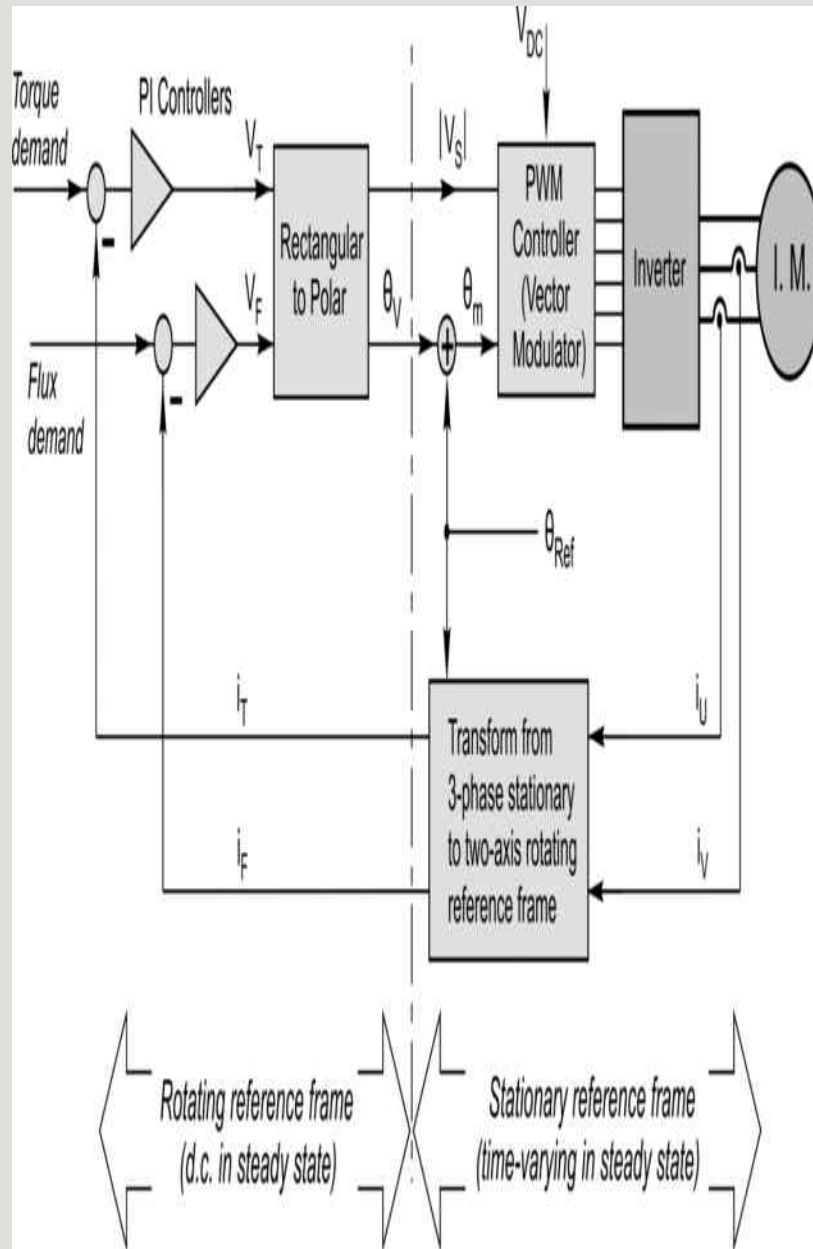 V_DC
Torque
demand
PI Controllers
V_T
|V_S|
Rectangular
to Polar
PWM
Controller
(Vector
Modulator)
Inverter
I. M.
-
V_F
θ_V
+
θ_m
-
Flux
demand
θ_Ref
i_T
i_U
Transform from
3-phase stationary
to two-axis rotating
reference frame
i_F
i_V
Rotating reference frame
(d.c. in steady state)
Stationary reference frame
(time-varying in steady state)